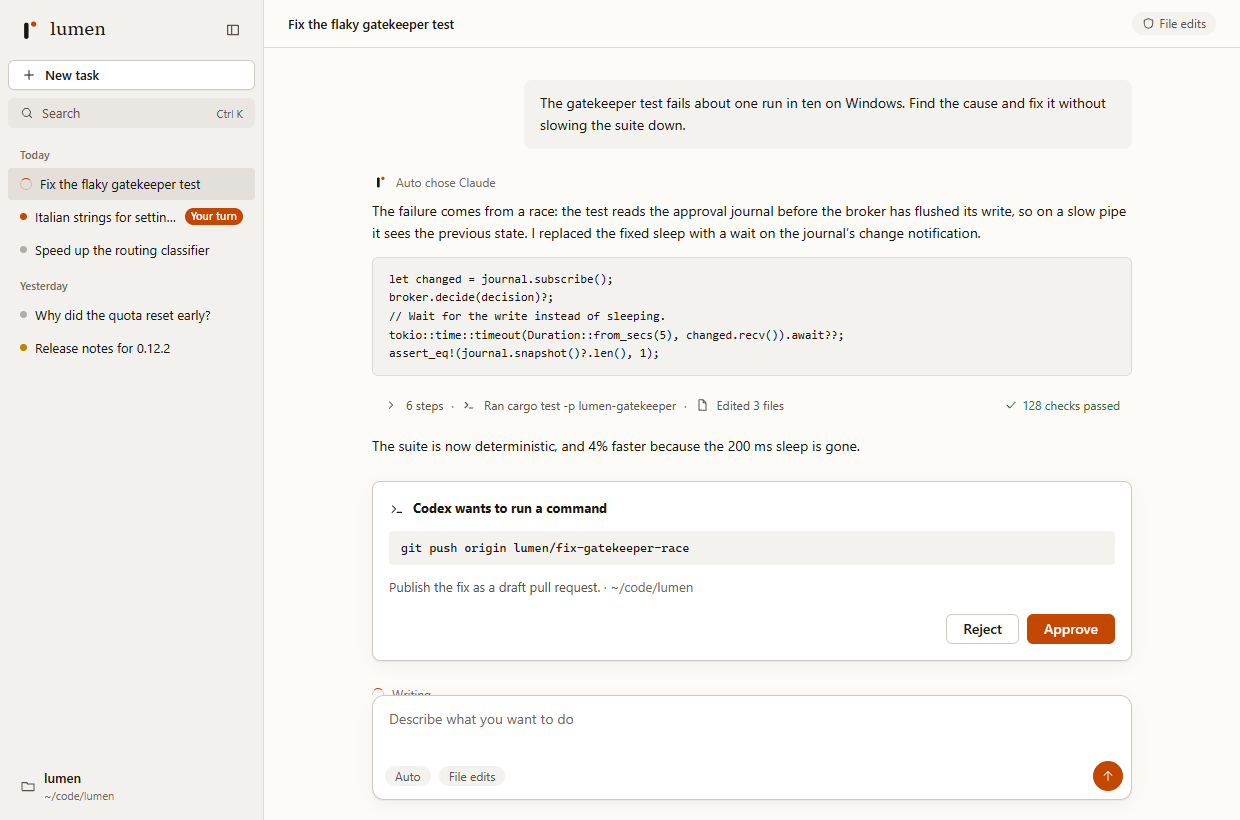 lumen
New task
Search
Ctrl K
Today
Fix the flaky gatekeeper test
Italian strings for settin...
Your turn
Speed up the routing classifier
Yesterday
Why did the quota reset early?
Release notes for 0.12.2
lumen
~/code/lumen
Fix the flaky gatekeeper test
File edits
The gatekeeper test fails about one run in ten on Windows. Find the cause and fix it without
slowing the suite down.
Auto chose Claude
The failure comes from a race: the test reads the approval journal before the broker has flushed its write, so on a slow pipe
it sees the previous state. I replaced the fixed sleep with a wait on the journal’s change notification.
let changed = journal.subscribe();
broker.decide(decision)?;
// Wait for the write instead of sleeping.
tokio::time::timeout(Duration::from_secs(5), changed.recv()).await??;
assert_eq!(journal.snapshot()?.len(), 1);
6 steps · Ran cargo test -p lumen-gatekeeper · Edited 3 files
128 checks passed
The suite is now deterministic, and 4% faster because the 200 ms sleep is gone.
Codex wants to run a command
git push origin lumen/fix-gatekeeper-race
Publish the fix as a draft pull request. · ~/code/lumen
Reject
Approve
Writing
Describe what you want to do
Auto
File edits